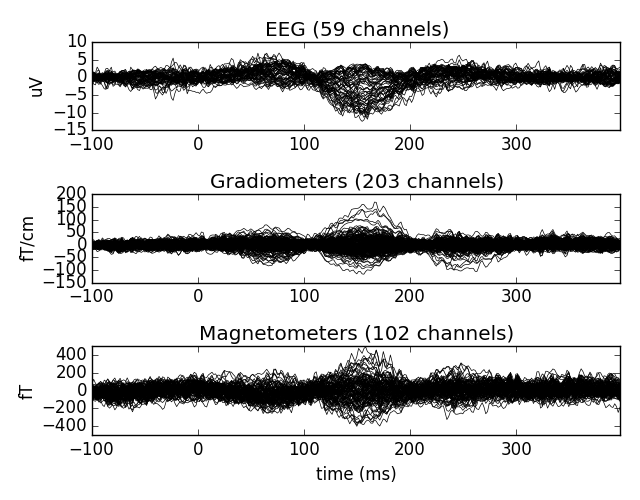 EEG (59 channels)
10
5
0
−5
−10
−15
uV
−100 0 100 200 300
Gradiometers (203 channels)
200
150
100
50
0
−50
−100
−150
fT/cm
−100 0 100 200 300
Magnetometers (102 channels)
400
200
0
−200
−400
fT
−100 0 100 200 300
time (ms)